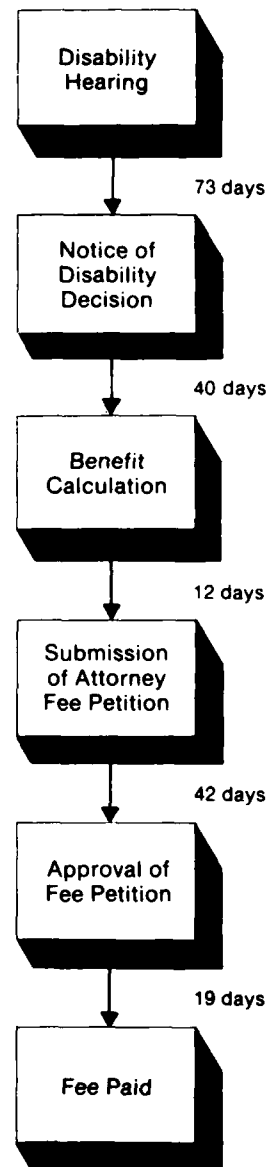 Disability
Hearing
73 days
Notice of
Disability
Decision
40 days
Benefit
Calculation
12 days
Submission
of Attorney
Fee Petition
42 days
Approval of
Fee Petition
19 days
Fee Paid